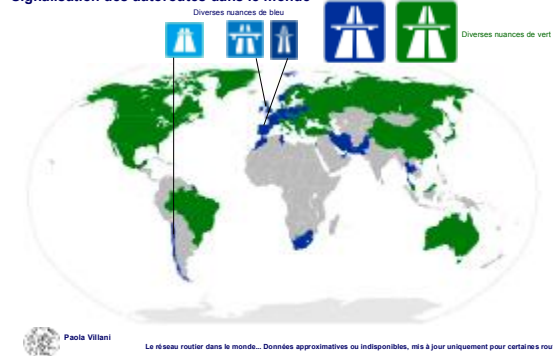 Signalisation des autoroutes dans le monde
Diverses nuances de bleu
Diverses nuances de vert
Paola Villani
Le réseau routier dans le monde... Données approximatives ou indisponibles, mis à jour uniquement pour certaines rou